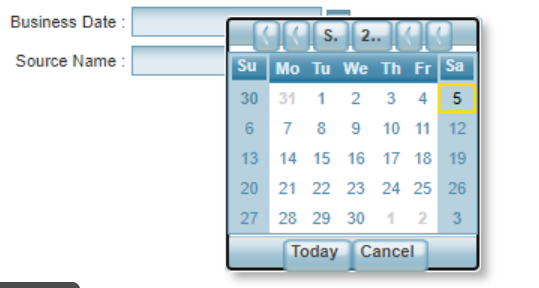 Business Date :
S. 2..
Source Name :
Su Mo Tu We Th Fr Sa
30 31 1 2 3 4 5
6 7 8 9 10 11 12
13 14 15 16 17 18 19
20 21 22 23 24 25 26
27 28 29 30 1 2 3
Today Cancel